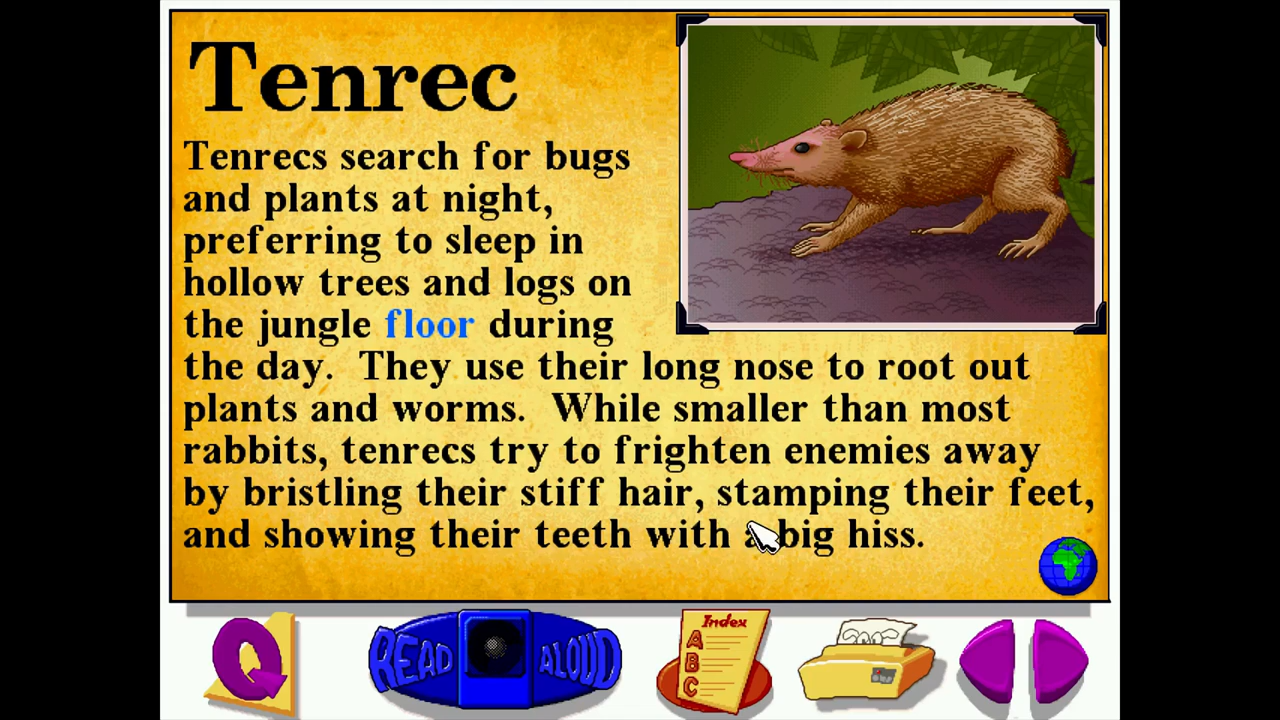 Tenrec
Tenrecs search for bugs
and plants at night,
preferring to sleep in
hollow trees and logs on
the jungle floor during
the day.  They use their long nose to root out
plants and worms.  While smaller than most
rabbits, tenrecs try to frighten enemies away
by bristling their stiff hair, stamping their feet,
and showing their teeth with a big hiss.
Q
READ ALOUD
Index
A
B
C